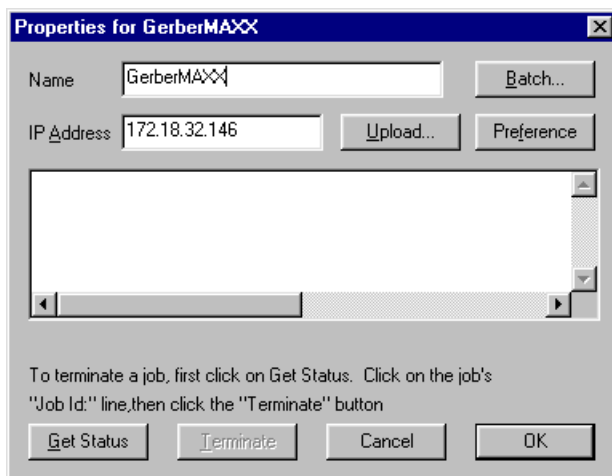 Properties for GerberMAXX
Name GerberMAXX Batch...
IP Address 172.18.32.146 Upload... Preference
To terminate a job, first click on Get Status. Click on the job's
"Job Id:" line,then click the "Terminate" button
Get Status Terminate Cancel OK